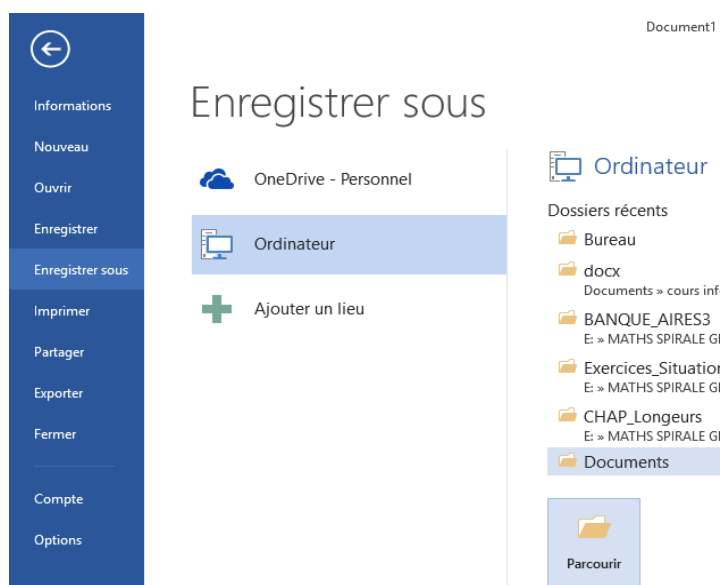 Document1
Informations
Nouveau
Ouvrir
Enregistrer
Enregistrer sous
Imprimer
Partager
Exporter
Fermer
Compte
Options
Enregistrer sous
OneDrive - Personnel
Ordinateur
Ajouter un lieu
Ordinateur
Dossiers récents
Bureau
docx
Documents » cours inf
BANQUE_AIRES3
E: » MATHS SPIRALE
Exercices_Situation
E: » MATHS SPIRALE
CHAP_Longeurs
E: » MATHS SPIRALE
Documents
Parcourir